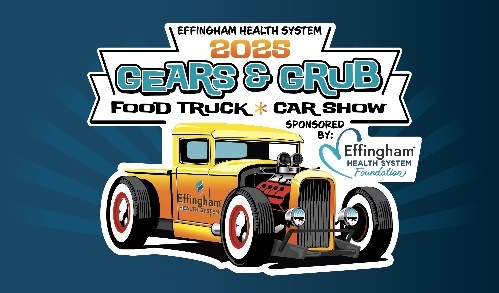 EFFINGHAM HEALTH SYSTEM
2025
GEARS & GRUB
FOOD TRUCK * CAR SHOW
SPONSORED
BY:
Effingham
HEALTH SYSTEM
Foundation
Effingham
HEALTH SYSTEM